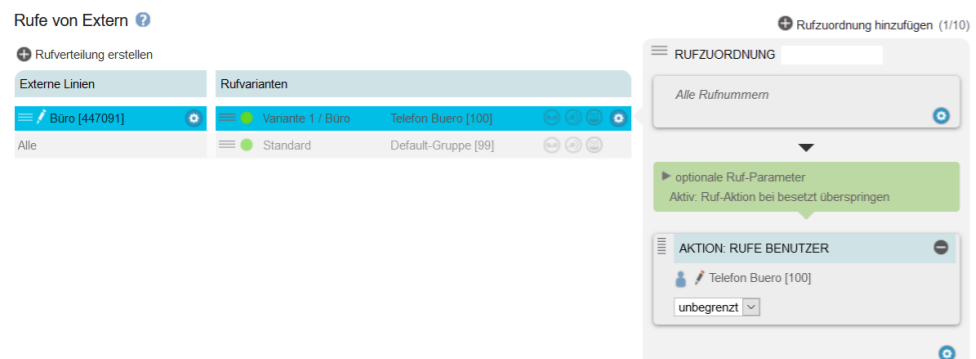 Rufe von Extern ?
Rufzuordnung hinzufügen (1/10)
Rufverteilung erstellen
Externe Linien
Rufvarianten
Büro [447091]
Variante 1 / Büro
Telefon Buero [100]
Alle
Standard
Default-Gruppe [99]
RUFZUORDNUNG
Alle Rufnummern
optionale Ruf-Parameter
Aktiv: Ruf-Aktion bei besetzt überspringen
AKTION: RUFE BENUTZER
Telefon Buero [100]
unbegrenzt